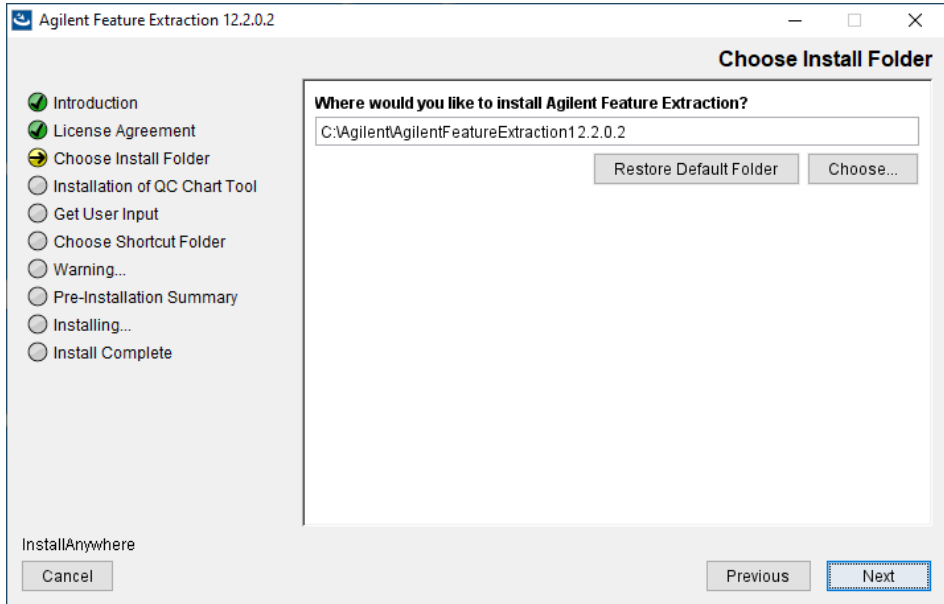 Agilent Feature Extraction 12.2.0.2
Choose Install Folder
Introduction
License Agreement
Choose Install Folder
Installation of QC Chart Tool
Get User Input
Choose Shortcut Folder
Warning...
Pre-Installation Summary
Installing...
Install Complete
Where would you like to install Agilent Feature Extraction?
C:\Agilent\AgilentFeatureExtraction12.2.0.2
Restore Default Folder Choose...
InstallAnywhere
Cancel Previous Next